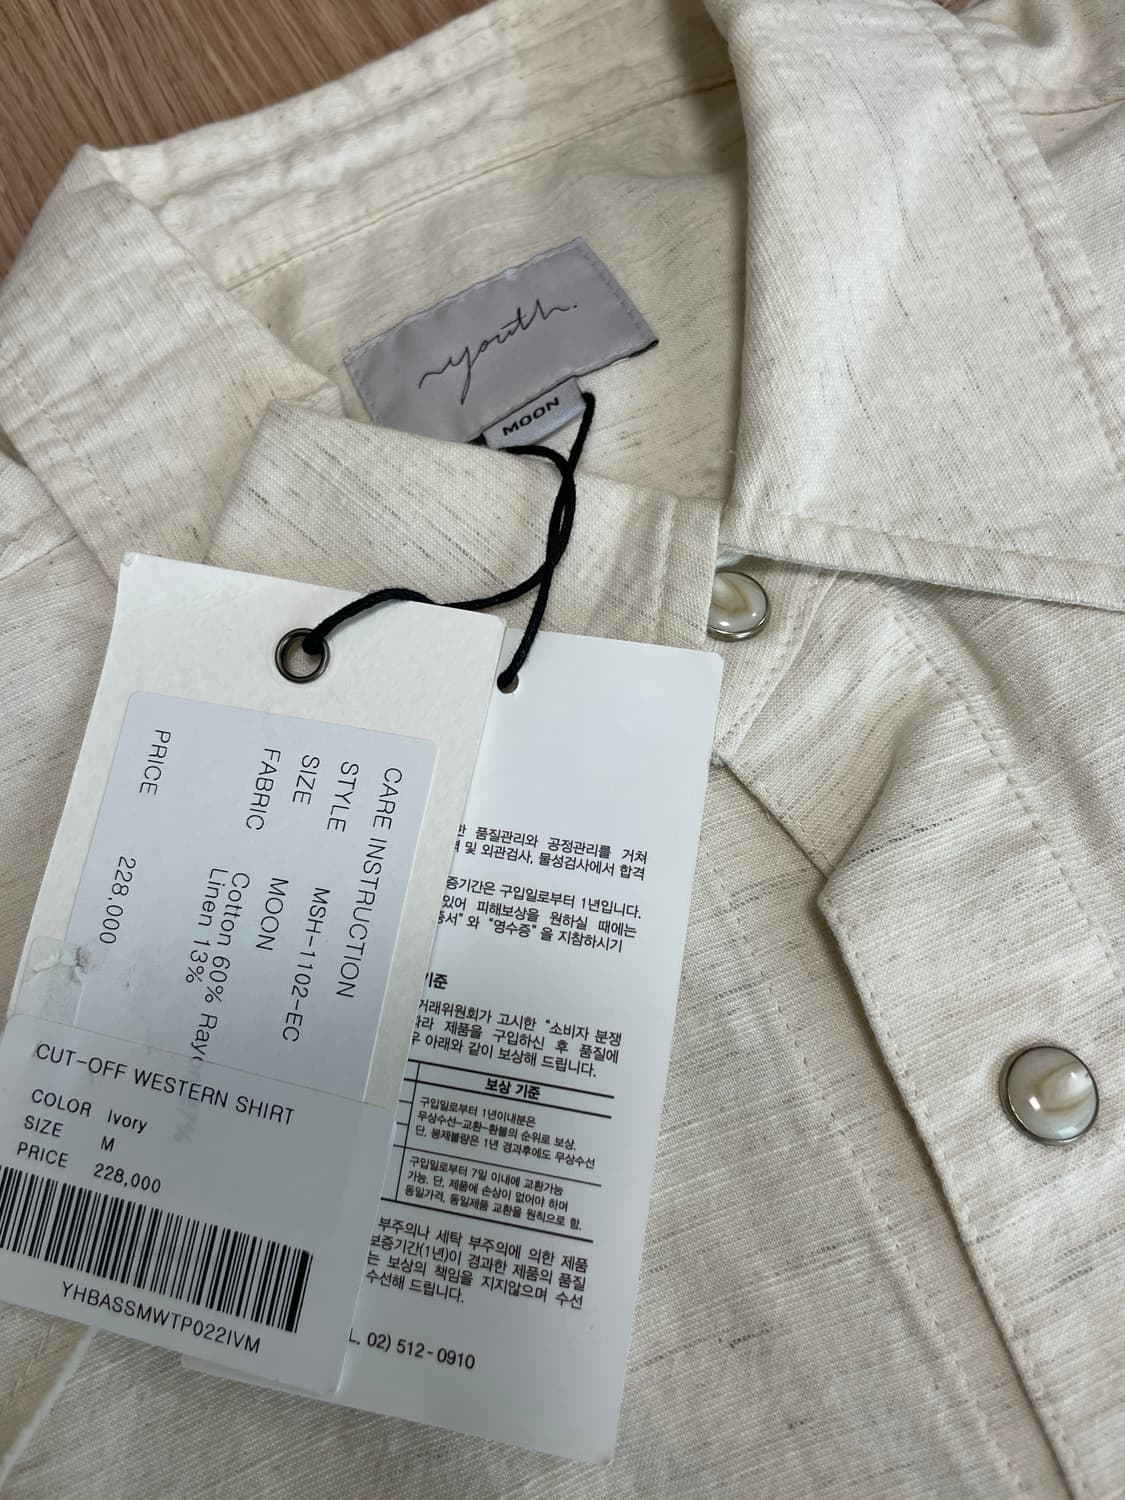 youth.
MOON
CARE INSTRUCTION
STYLE MSH-1102-EC
SIZE MOON
FABRIC Cotton 60%
Linen 13%
PRICE 228,000
CUT-OFF WESTERN SHIRT
COLOR Ivory
SIZE M
PRICE 228,000
YHBASSMWTP022IVM
품질관리와 공정관리를 거쳐
및 외관검사, 물성검사에서 합격
증기간은 구입일로부터 1년입니다.
있어 피해보상을 원하실 때에는
증서" 와 "영수증" 을 지참하시기
기준
거래위원회가 고시한 "소비자 분쟁
따라 제품을 구입하신 후 품질에
아래와 같이 보상해 드립니다.
보상 기준
구입일로부터 1년이내분은
무상수선-교환-환불의 순위로 보상.
단, 봉제불량은 1년 경과후에도 무상수선
구입일로부터 7일 이내에 교환가능
가능. 단, 제품에 손상이 없어야 하며
동일가격, 동일제품 교환을 원칙으로 함.
부주의나 세탁 부주의에 의한 제품
보증기간(1년)이 경과한 제품의 품질
는 보상의 책임을 지지않으며 수선
수선해 드립니다.
L. 02) 512-0910